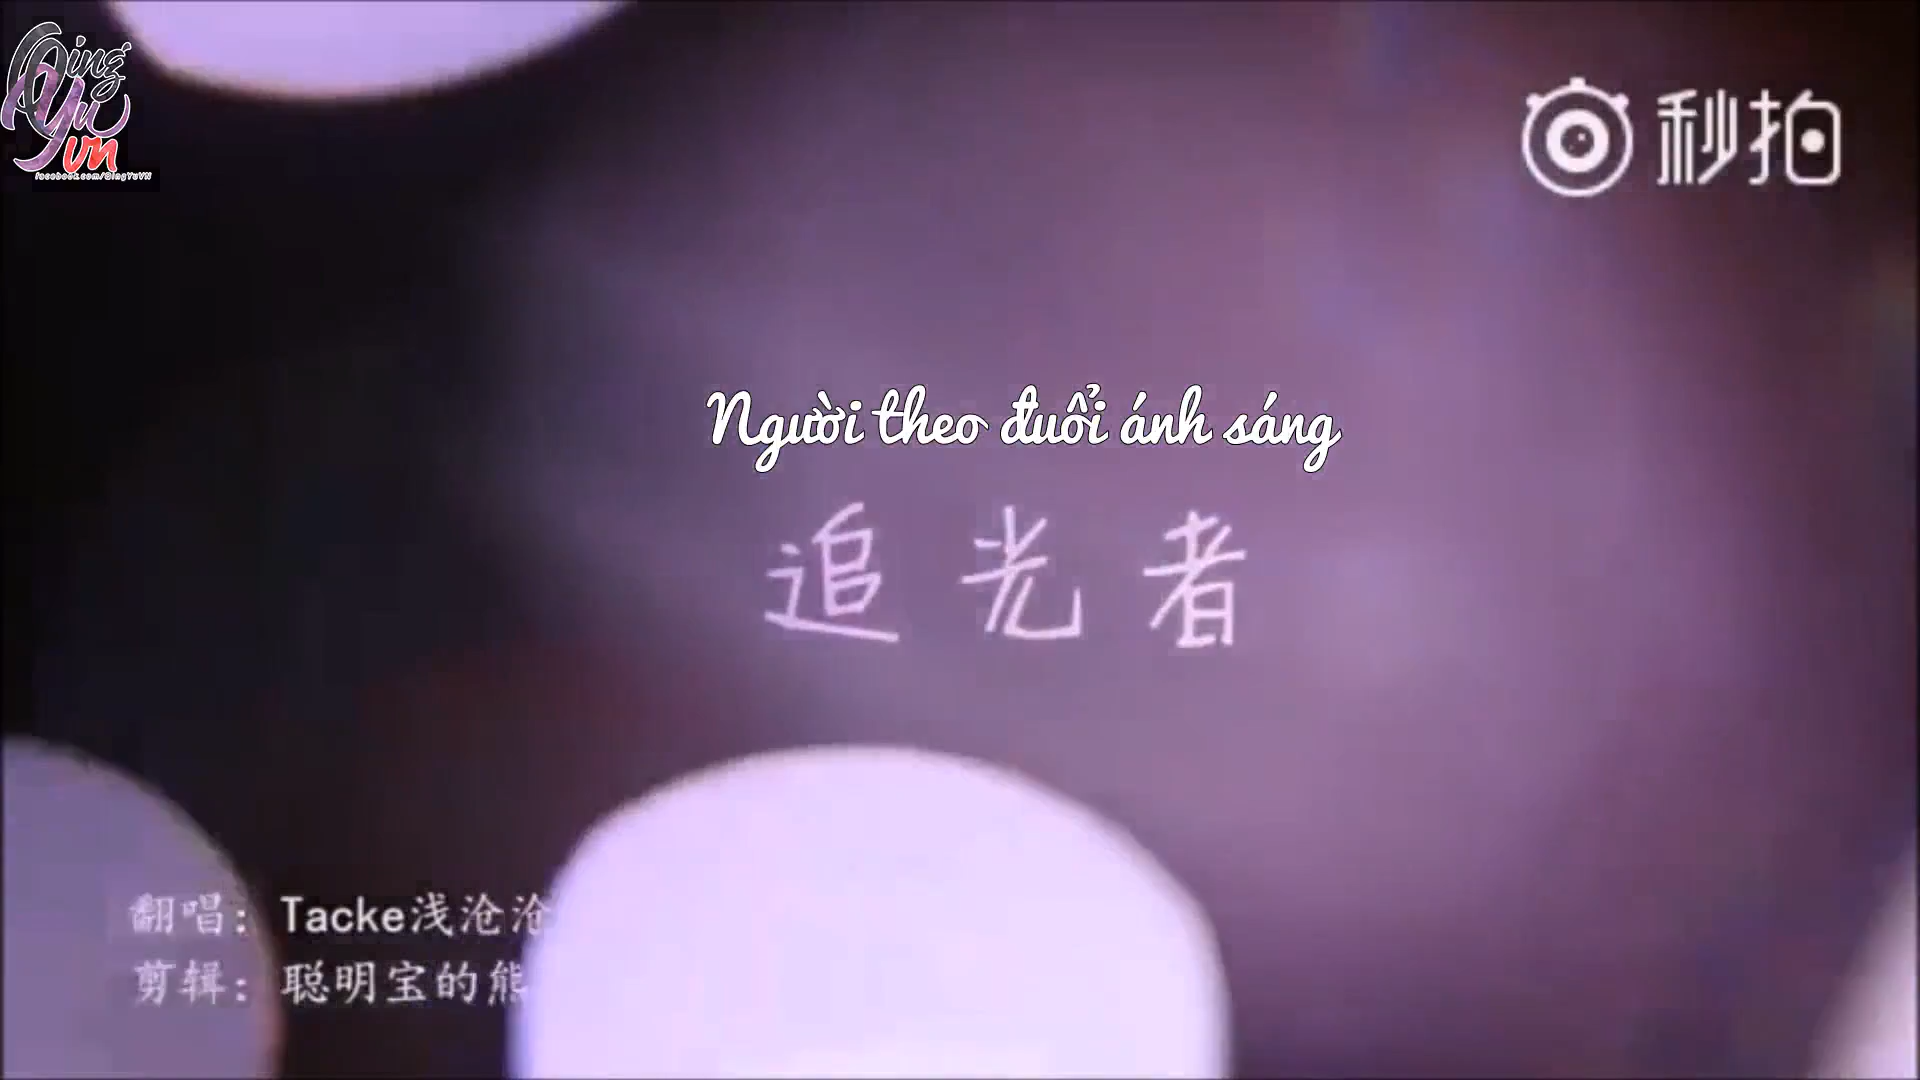 Qing
Yu
vn
facebook.com/QingYuVN
秒拍
Người theo đuổi ánh sáng
追光者
翻唱：Tacke浅沧沧
剪辑：聪明宝的熊